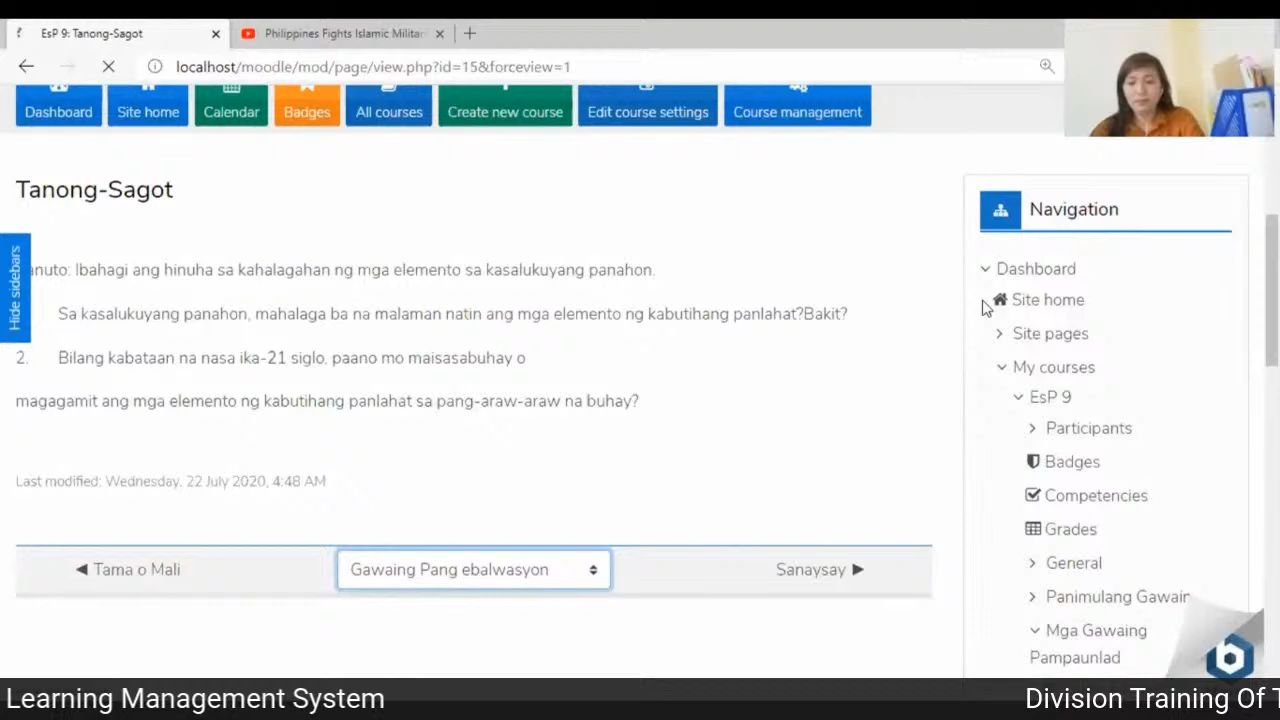 EsP 9: Tanong-Sagot
Philippines Fights Islamic Militar
localhost/moodle/mod/page/view.php?id=15&forceview=1
Dashboard
Site home
Calendar
Badges
All courses
Create new course
Edit course settings
Course management
Tanong-Sagot
Hide sidebars
anuto: Ibahagi ang hinuha sa kahalagahan ng mga elemento sa kasalukuyang panahon.
Sa kasalukuyang panahon, mahalaga ba na malaman natin ang mga elemento ng kabutihang panlahat?Bakit?
2. Bilang kabataan na nasa ika-21 siglo, paano mo maisasabuhay o
magagamit ang mga elemento ng kabutihang panlahat sa pang-araw-araw na buhay?
Last modified: Wednesday, 22 July 2020, 4:48 AM
◀ Tama o Mali
Gawaing Pang ebalwasyon
Sanaysay ▶
Navigation
Dashboard
Site home
Site pages
My courses
EsP 9
Participants
Badges
Competencies
Grades
General
Panimulang Gawain
Mga Gawaing
Pampaunlad
Learning Management System
Division Training Of T